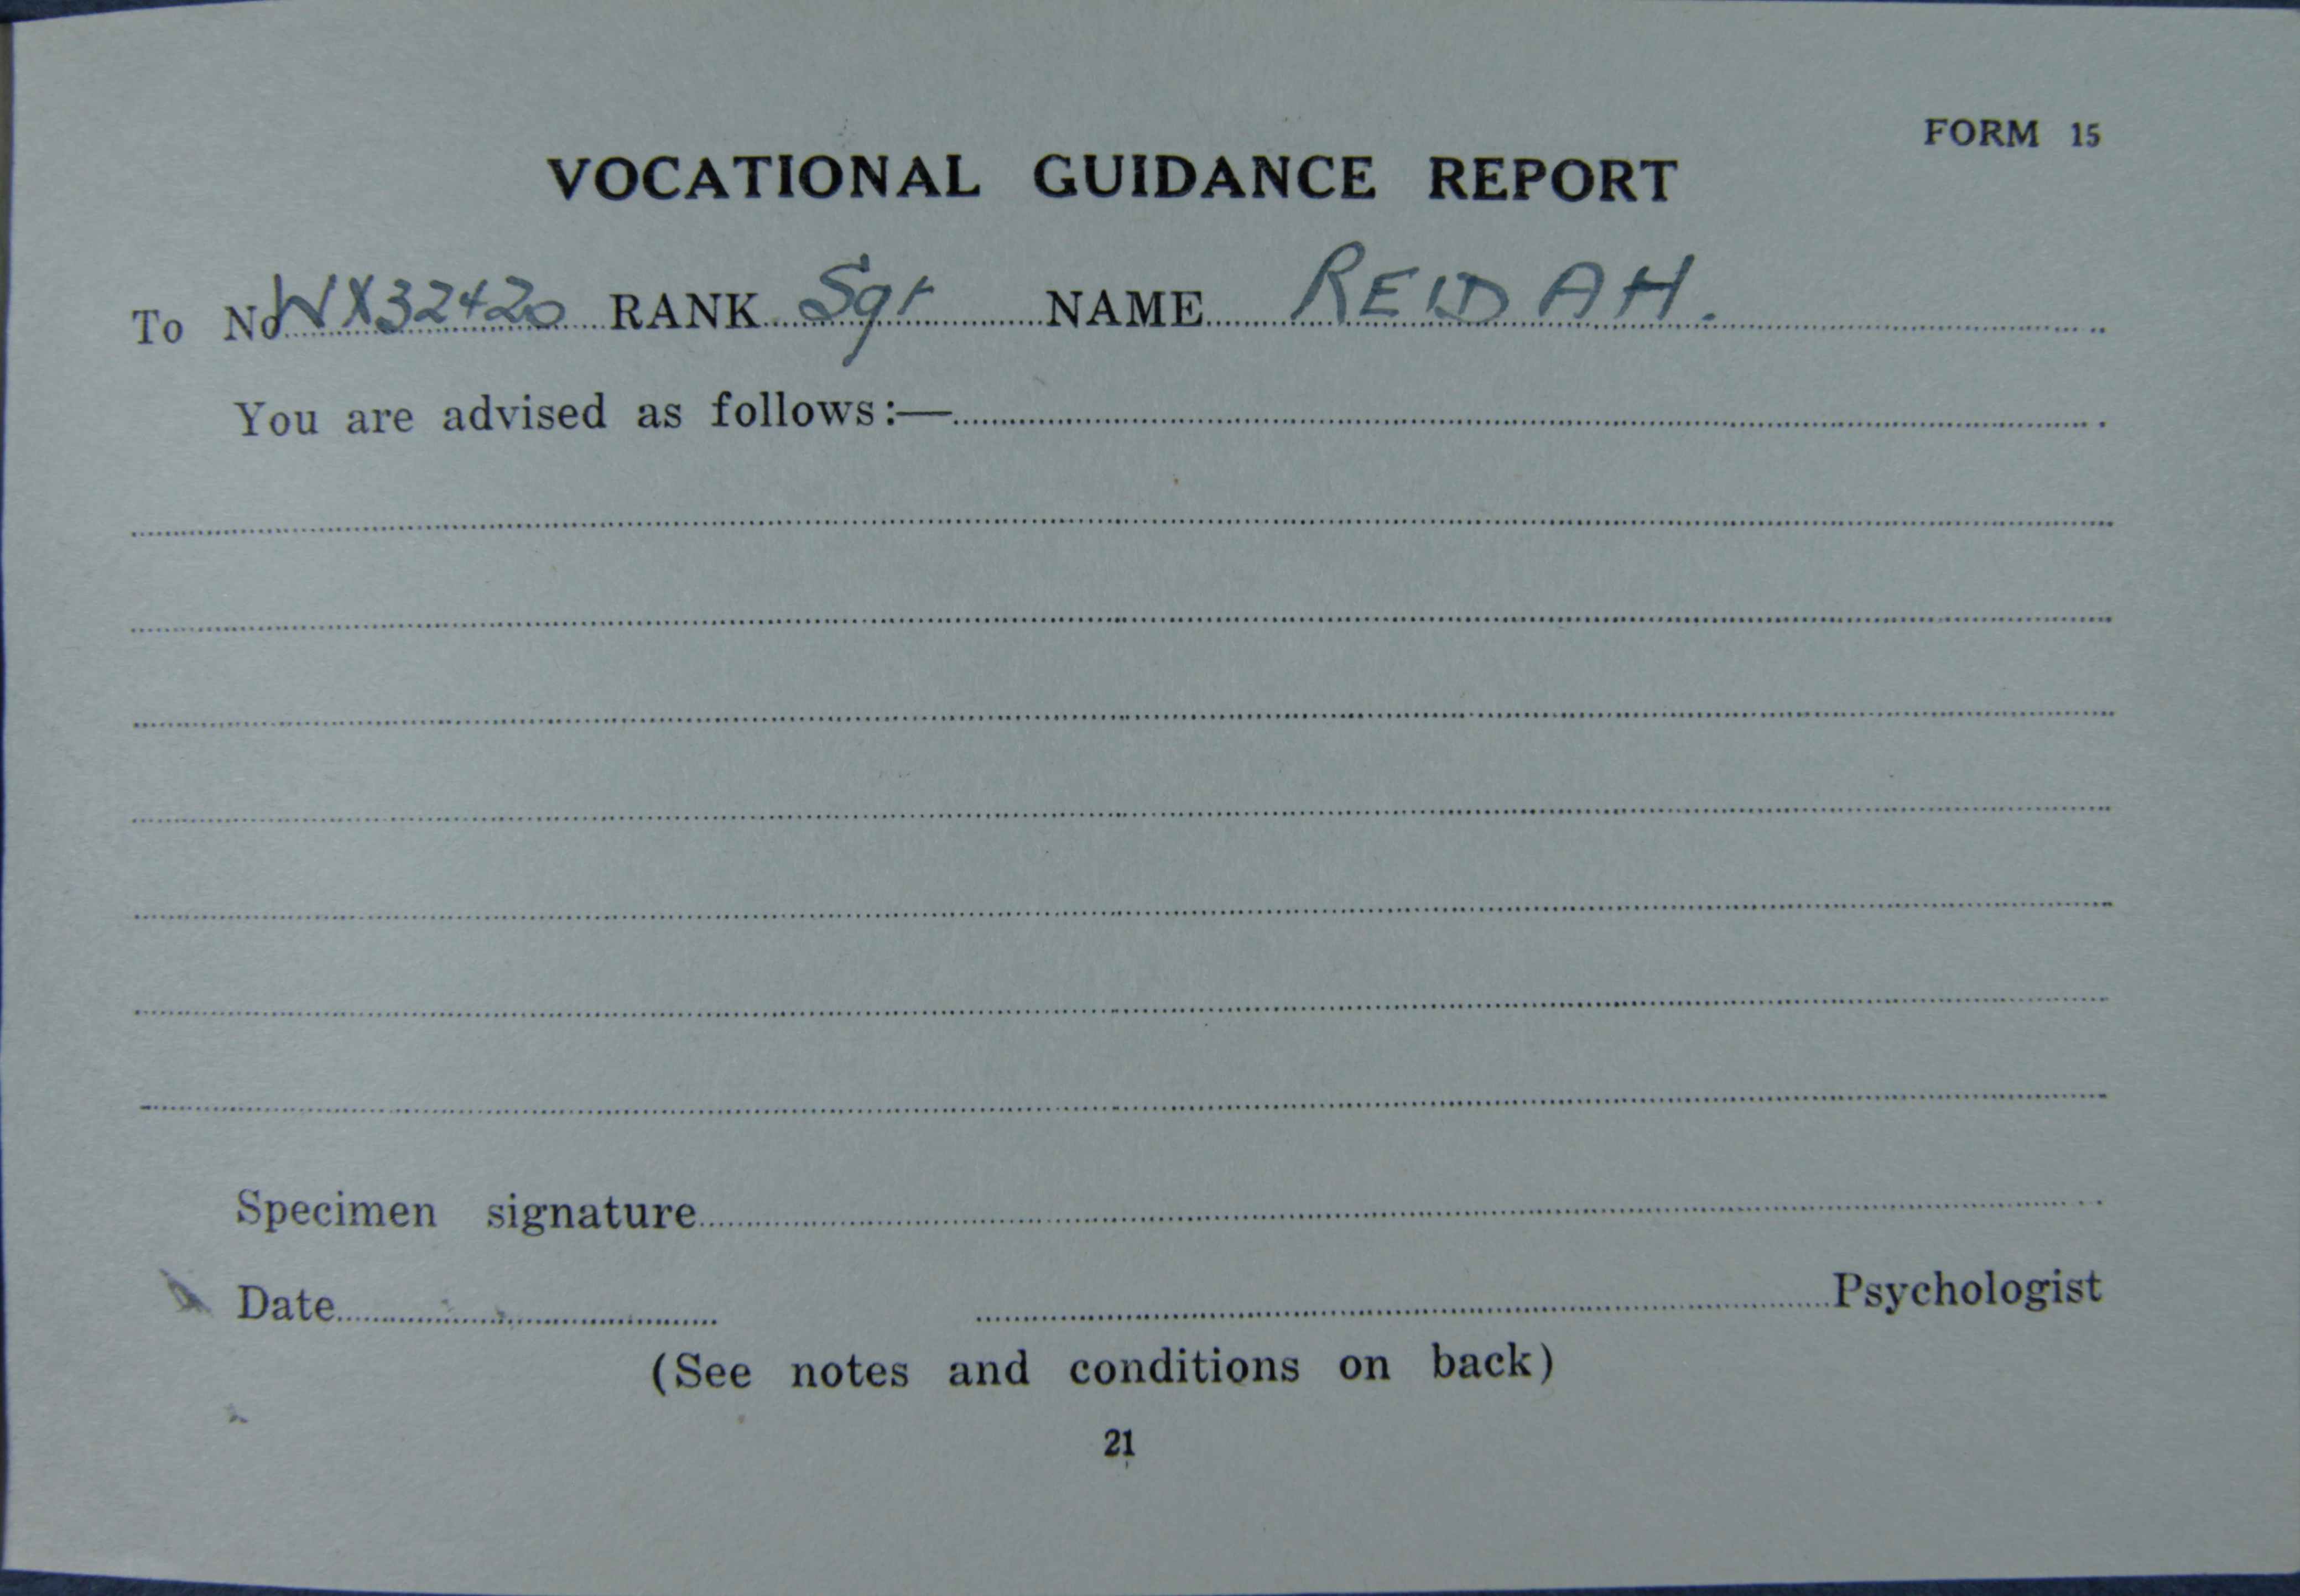 FORM 15
VOCATIONAL GUIDANCE REPORT
To No WX32420 RANK Sgt NAME REID AH.
You are advised as follows:—
Specimen signature
Date Psychologist
(See notes and conditions on back)
21